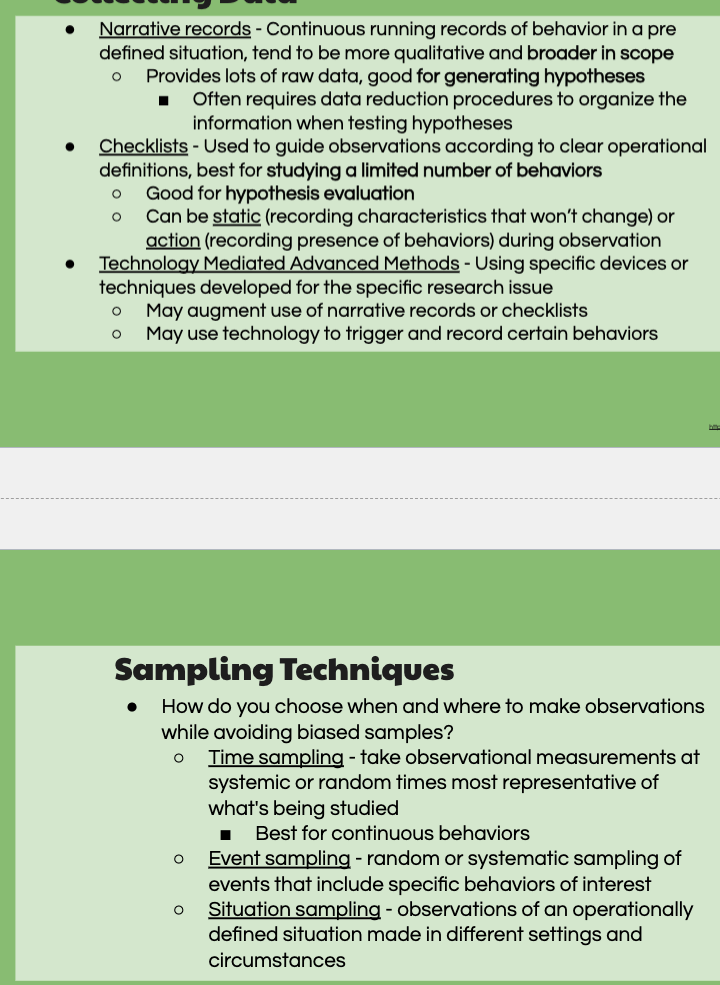 Collecting Data
● Narrative records - Continuous running records of behavior in a pre
defined situation, tend to be more qualitative and broader in scope
○ Provides lots of raw data, good for generating hypotheses
■ Often requires data reduction procedures to organize the
information when testing hypotheses
● Checklists - Used to guide observations according to clear operational
definitions, best for studying a limited number of behaviors
○ Good for hypothesis evaluation
○ Can be static (recording characteristics that won't change) or
action (recording presence of behaviors) during observation
● Technology Mediated Advanced Methods - Using specific devices or
techniques developed for the specific research issue
○ May augment use of narrative records or checklists
○ May use technology to trigger and record certain behaviors
Sampling Techniques
● How do you choose when and where to make observations
while avoiding biased samples?
○ Time sampling - take observational measurements at
systemic or random times most representative of
what's being studied
■ Best for continuous behaviors
○ Event sampling - random or systematic sampling of
events that include specific behaviors of interest
○ Situation sampling - observations of an operationally
defined situation made in different settings and
circumstances